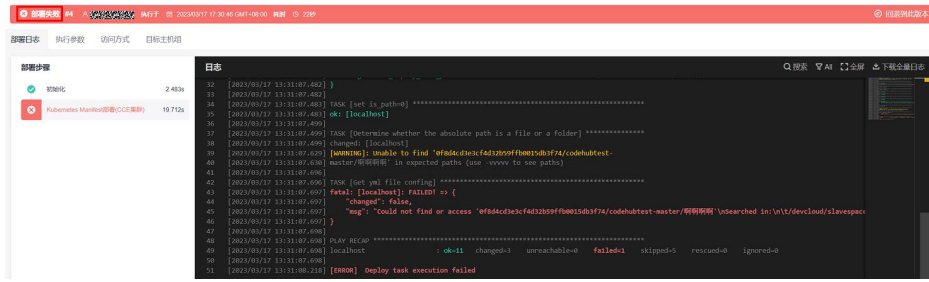 部署失败 #4 执行于 2023/03/17 17:30:46 GMT+08:00 耗时 22秒 回滚到此版本
部署日志 执行参数 访问方式 目标主机组
部署步骤
初始化 2.483s
Kubernetes Manifest部署(CCE集群) 19.712s
日志 搜索 All 全屏 下载全量日志
32 [2023/03/17 13:31:07.482] }
33 [2023/03/17 13:31:07.482]
34 [2023/03/17 13:31:07.483] TASK [set is_path=0] ***********************************************************
35 [2023/03/17 13:31:07.483] ok: [localhost]
36 [2023/03/17 13:31:07.499]
37 [2023/03/17 13:31:07.499] TASK [Determine whether the absolute path is a file or a folder] ***************
38 [2023/03/17 13:31:07.499] changed: [localhost]
39 [2023/03/17 13:31:07.629] [WARNING]: Unable to find '0f8d4cd3e3cf4d32b59ffb0015db3f74/codehubtest-
40 [2023/03/17 13:31:07.630] master/啊啊啊啊' in expected paths (use -vvvvv to see paths)
41 [2023/03/17 13:31:07.696]
42 [2023/03/17 13:31:07.696] TASK [Get yml file confing] ****************************************************
43 [2023/03/17 13:31:07.697] fatal: [localhost]: FAILED! => {
44 [2023/03/17 13:31:07.697] "changed": false,
45 [2023/03/17 13:31:07.697] "msg": "Could not find or access '0f8d4cd3e3cf4d32b59ffb0015db3f74/codehubtest-master/啊啊啊啊'\nSearched in:\n\t/devcloud/slavespace
46 [2023/03/17 13:31:07.697] }
47 [2023/03/17 13:31:07.698]
48 [2023/03/17 13:31:07.698] PLAY RECAP *********************************************************************
49 [2023/03/17 13:31:07.698] localhost : ok=11 changed=3 unreachable=0 failed=1 skipped=5 rescued=0 ignored=0
50 [2023/03/17 13:31:07.698]
51 [2023/03/17 13:31:08.218] [ERROR] Deploy task execution failed